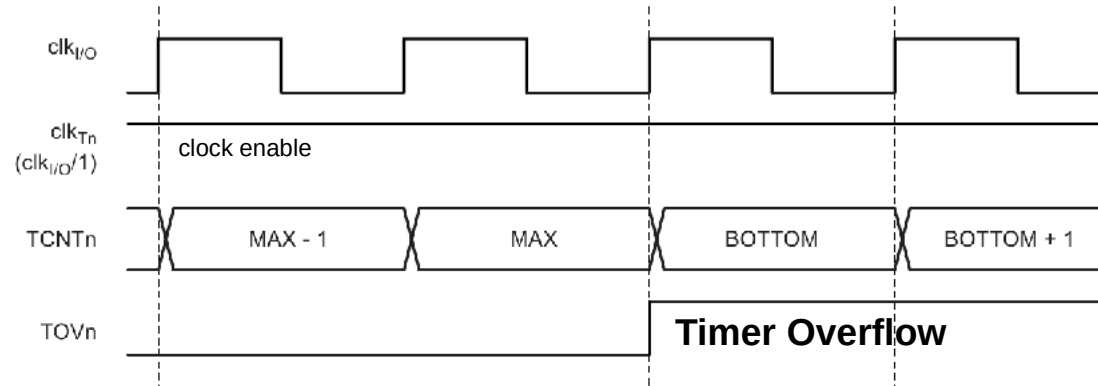 clkI/O
clkTn
(clkI/O/1)
clock enable
TCNTn
MAX - 1
MAX
BOTTOM
BOTTOM + 1
TOVn
Timer Overflow